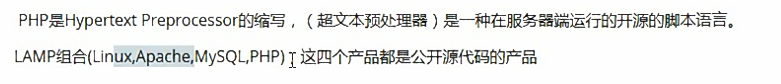 PHP是Hypertext Preprocessor的缩写，（超文本预处理器）是一种在服务器端运行的开源的脚本语言。
LAMP组合(Linux,Apache,MySQL,PHP) 这四个产品都是公开源代码的产品